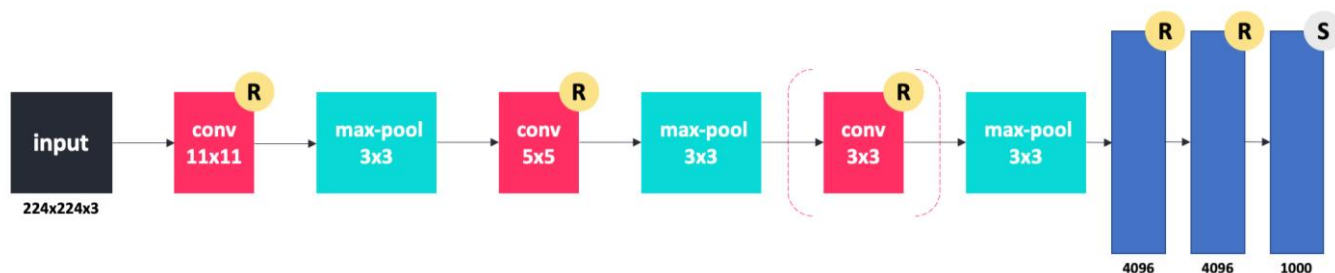 input
224x224x3
conv
11x11
R
max-pool
3x3
conv
5x5
R
max-pool
3x3
conv
3x3
R
max-pool
3x3
R
4096
R
4096
S
1000